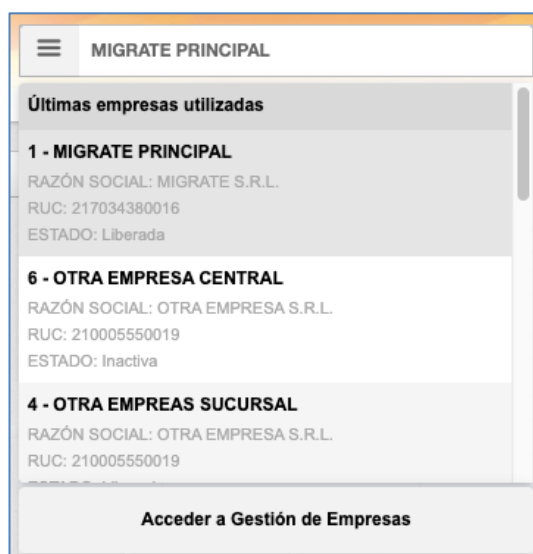 MIGRATE PRINCIPAL
Últimas empresas utilizadas
1 - MIGRATE PRINCIPAL
RAZÓN SOCIAL: MIGRATE S.R.L.
RUC: 217034380016
ESTADO: Liberada
6 - OTRA EMPRESA CENTRAL
RAZÓN SOCIAL: OTRA EMPRESA S.R.L.
RUC: 210005550019
ESTADO: Inactiva
4 - OTRA EMPREAS SUCURSAL
RAZÓN SOCIAL: OTRA EMPRESA S.R.L.
RUC: 210005550019
Acceder a Gestión de Empresas